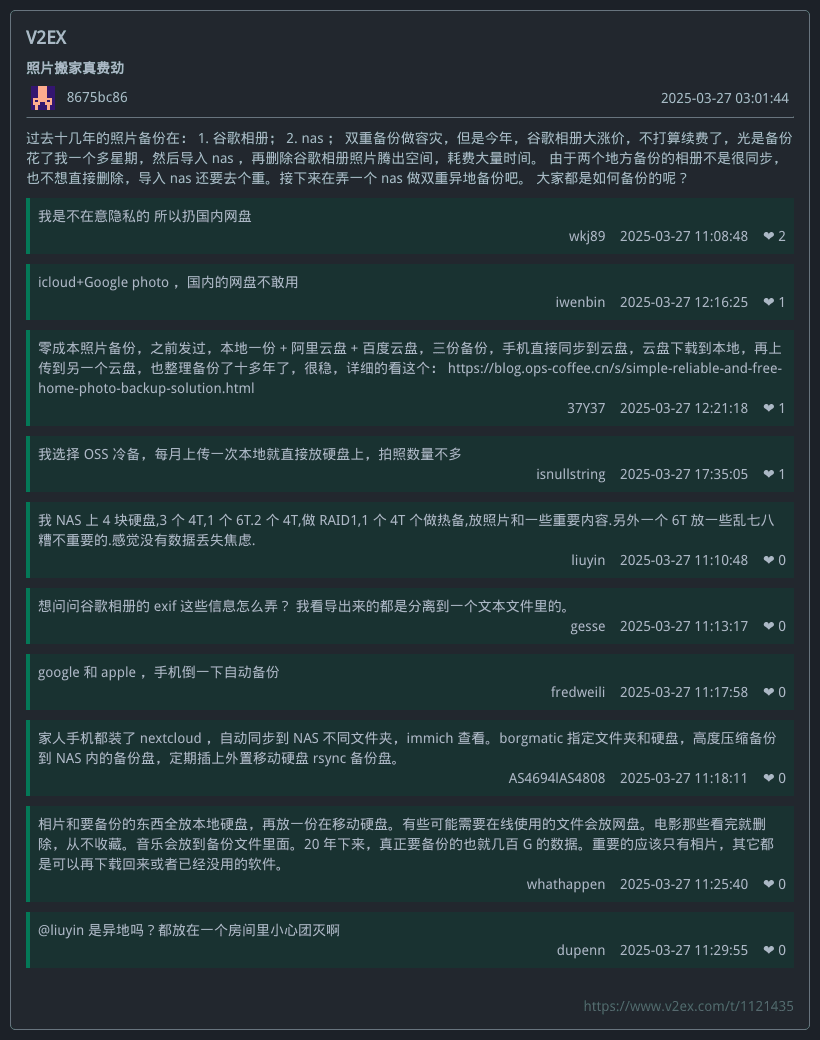 V2EX
照片搬家真费劲
8675bc86
2025-03-27 03:01:44
过去十几年的照片备份在： 1. 谷歌相册； 2. nas ； 双重备份做容灾，但是今年，谷歌相册大涨价，不打算续费了，光是备份
花了我一个多星期，然后导入 nas ，再删除谷歌相册照片腾出空间，耗费大量时间。 由于两个地方备份的相册不是很同步，
也不想直接删除，导入 nas 还要去个重。接下来在弄一个 nas 做双重异地备份吧。 大家都是如何备份的呢？
我是不在意隐私的 所以扔国内网盘
wkj89 2025-03-27 11:08:48 ❤ 2
icloud+Google photo ，国内的网盘不敢用
iwenbin 2025-03-27 12:16:25 ❤ 1
零成本照片备份，之前发过，本地一份 + 阿里云盘 + 百度云盘，三份备份，手机直接同步到云盘，云盘下载到本地，再上
传到另一个云盘，也整理备份了十多年了，很稳，详细的看这个： https://blog.ops-coffee.cn/s/simple-reliable-and-free-
home-photo-backup-solution.html
37Y37 2025-03-27 12:21:18 ❤ 1
我选择 OSS 冷备，每月上传一次本地就直接放硬盘上，拍照数量不多
isnullstring 2025-03-27 17:35:05 ❤ 1
我 NAS 上 4 块硬盘,3 个 4T,1 个 6T.2 个 4T,做 RAID1,1 个 4T 个做热备,放照片和一些重要内容.另外一个 6T 放一些乱七八
糟不重要的.感觉没有数据丢失焦虑.
liuyin 2025-03-27 11:10:48 ❤ 0
想问问谷歌相册的 exif 这些信息怎么弄？ 我看导出来的都是分离到一个文本文件里的。
gesse 2025-03-27 11:13:17 ❤ 0
google 和 apple ，手机倒一下自动备份
fredweili 2025-03-27 11:17:58 ❤ 0
家人手机都装了 nextcloud ，自动同步到 NAS 不同文件夹，immich 查看。borgmatic 指定文件夹和硬盘，高度压缩备份
到 NAS 内的备份盘，定期插上外置移动硬盘 rsync 备份盘。
AS4694lAS4808 2025-03-27 11:18:11 ❤ 0
相片和要备份的东西全放本地硬盘，再放一份在移动硬盘。有些可能需要在线使用的文件会放网盘。电影那些看完就删
除，从不收藏。音乐会放到备份文件里面。20 年下来，真正要备份的也就几百 G 的数据。重要的应该只有相片，其它都
是可以再下载回来或者已经没用的软件。
whathappen 2025-03-27 11:25:40 ❤ 0
@liuyin 是异地吗？都放在一个房间里小心团灭啊
dupenn 2025-03-27 11:29:55 ❤ 0
https://www.v2ex.com/t/1121435